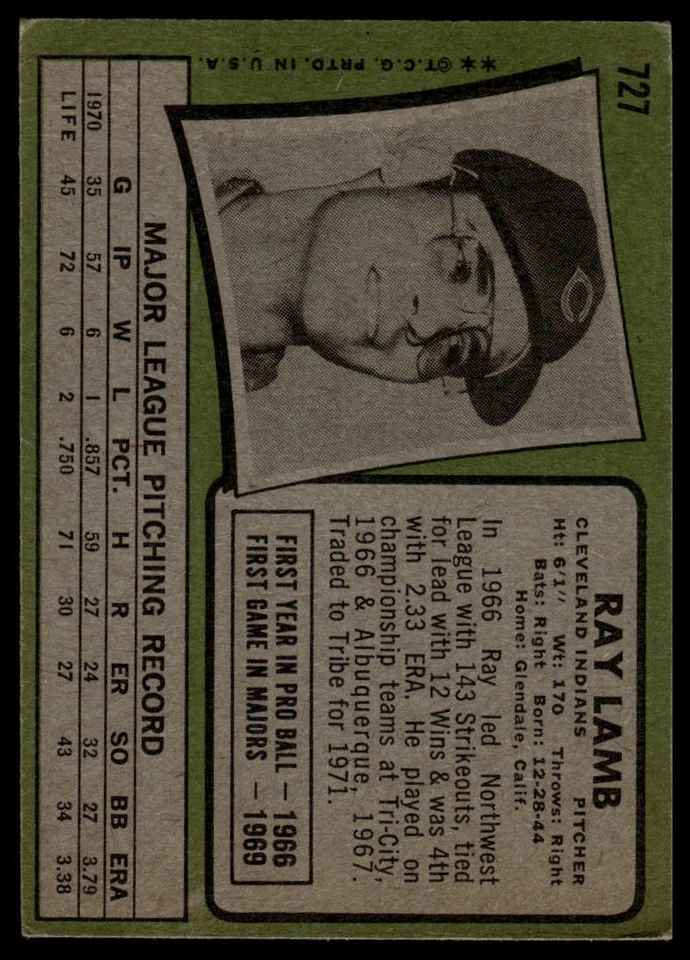 727
**©T.C.G. PRTD. IN U.S.A.
C
RAY LAMB
CLEVELAND INDIANS PITCHER
Ht: 6/1" Wt: 170 Throws: Right
Bats: Right Born: 12-28-44
Home: Glendale, Calif.
In 1966 Ray led Northwest
League with 143 Strikeouts, tied
for lead with 12 Wins & was 4th
with 2.33 ERA. He played on
championship teams at Tri-City,
1966 & Albuquerque, 1967.
Traded to Tribe for 1971.
FIRST YEAR IN PRO BALL — 1966
FIRST GAME IN MAJORS — 1969
MAJOR LEAGUE PITCHING RECORD
G IP W L PCT. H R ER SO BB ERA
1970 35 57 6 1 .857 59 27 24 32 27 3.79
LIFE 45 72 6 2 .750 71 30 27 43 34 3.38